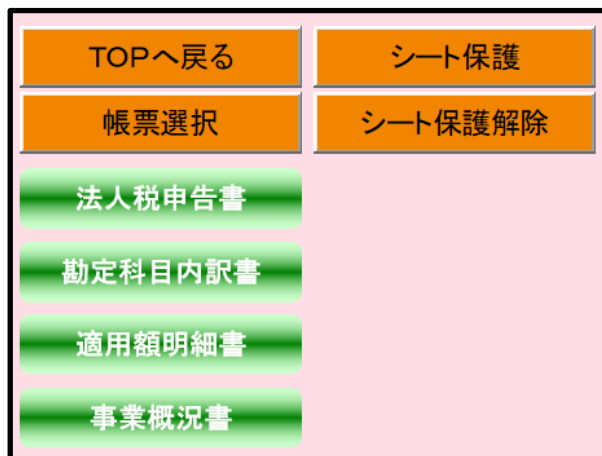 TOPへ戻る
シート保護
帳票選択
シート保護解除
法人税申告書
勘定科目内訳書
適用額明細書
事業概況書